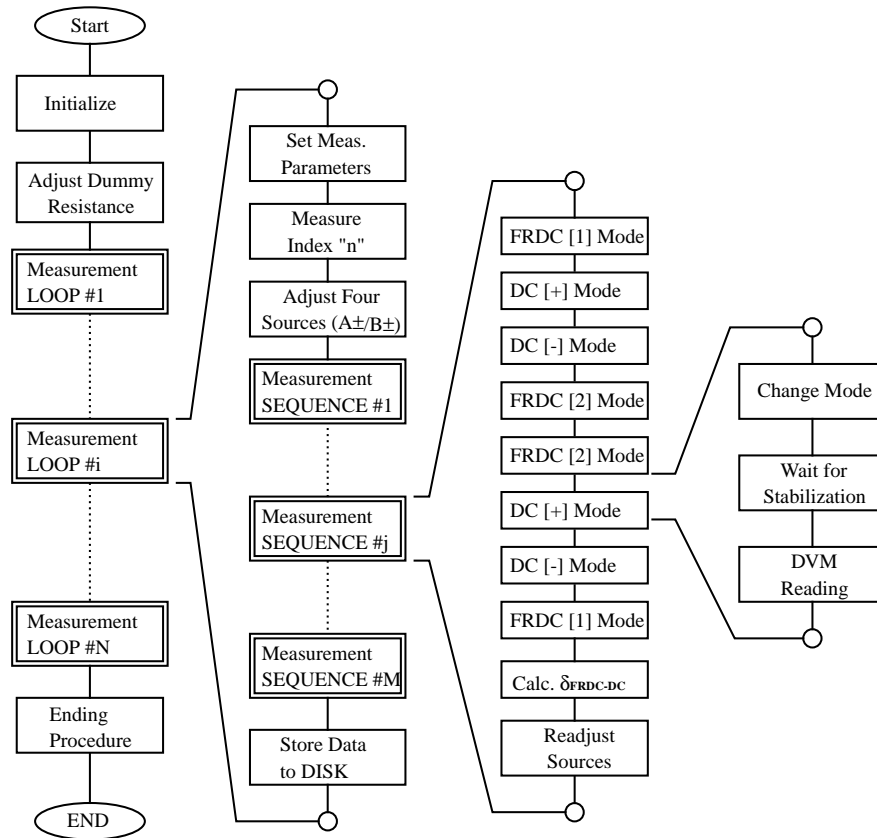 Start
Initialize
Adjust Dummy
Resistance
Measurement
LOOP #1
Measurement
LOOP #i
Measurement
LOOP #N
Ending
Procedure
END
Set Meas.
Parameters
Measure
Index "n"
Adjust Four
Sources (A±/B±)
Measurement
SEQUENCE #1
Measurement
SEQUENCE #j
Measurement
SEQUENCE #M
Store Data
to DISK
FRDC [1] Mode
DC [+] Mode
DC [-] Mode
FRDC [2] Mode
FRDC [2] Mode
DC [+] Mode
DC [-] Mode
FRDC [1] Mode
Calc. δFRDC-DC
Readjust
Sources
Change Mode
Wait for
Stabilization
DVM
Reading